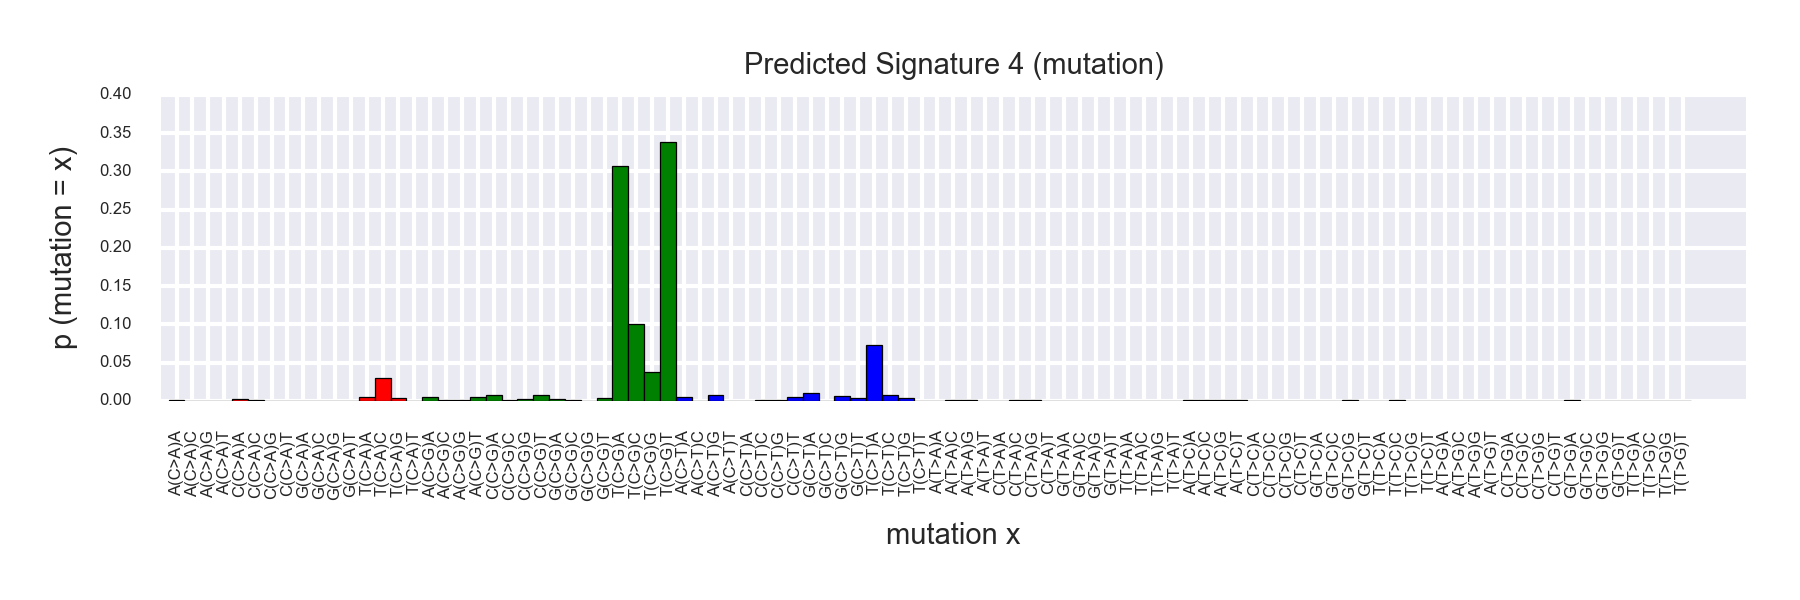 Predicted Signature 4 (mutation)
p (mutation = x)
0.40
0.35
0.30
0.25
0.20
0.15
0.10
0.05
0.00
A(C>A)A
A(C>A)C
A(C>A)G
A(C>A)T
C(C>A)A
C(C>A)C
C(C>A)G
C(C>A)T
G(C>A)A
G(C>A)C
G(C>A)G
G(C>A)T
T(C>A)A
T(C>A)C
T(C>A)G
T(C>A)T
A(C>G)A
A(C>G)C
A(C>G)G
A(C>G)T
C(C>G)A
C(C>G)C
C(C>G)G
C(C>G)T
G(C>G)A
G(C>G)C
G(C>G)G
G(C>G)T
T(C>G)A
T(C>G)C
T(C>G)G
T(C>G)T
A(C>T)A
A(C>T)C
A(C>T)G
A(C>T)T
C(C>T)A
C(C>T)C
C(C>T)G
C(C>T)T
G(C>T)A
G(C>T)C
G(C>T)G
G(C>T)T
T(C>T)A
T(C>T)C
T(C>T)G
T(C>T)T
A(T>A)A
A(T>A)C
A(T>A)G
A(T>A)T
C(T>A)A
C(T>A)C
C(T>A)G
C(T>A)T
G(T>A)A
G(T>A)C
G(T>A)G
G(T>A)T
T(T>A)A
T(T>A)C
T(T>A)G
T(T>A)T
A(T>C)A
A(T>C)C
A(T>C)G
A(T>C)T
C(T>C)A
C(T>C)C
C(T>C)G
C(T>C)T
G(T>C)A
G(T>C)C
G(T>C)G
G(T>C)T
T(T>C)A
T(T>C)C
T(T>C)G
T(T>C)T
A(T>G)A
A(T>G)C
A(T>G)G
A(T>G)T
C(T>G)A
C(T>G)C
C(T>G)G
C(T>G)T
G(T>G)A
G(T>G)C
G(T>G)G
G(T>G)T
T(T>G)A
T(T>G)C
T(T>G)G
T(T>G)T
mutation x